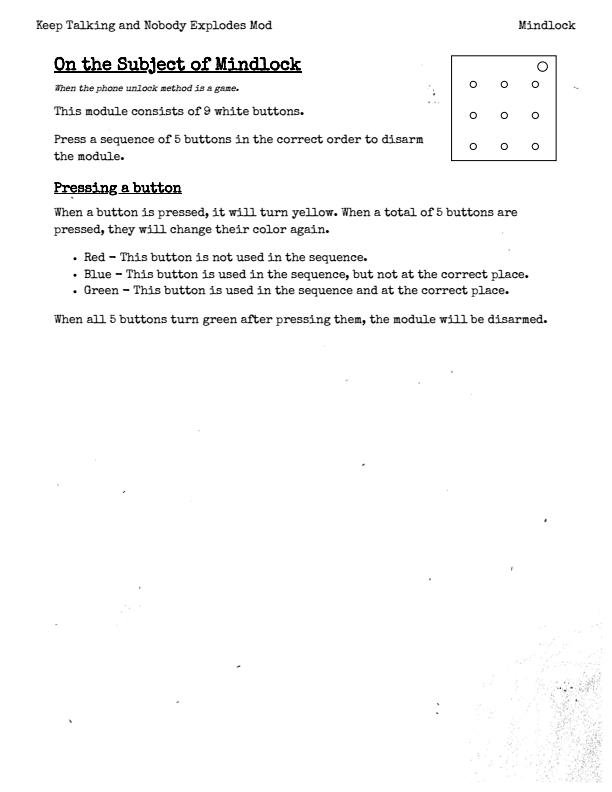 Keep Talking and Nobody Explodes Mod
Mindlock
On the Subject of Mindlock
When the phone unlock method is a game.
This module consists of 9 white buttons.
Press a sequence of 5 buttons in the correct order to disarm
the module.
Pressing a button
When a button is pressed, it will turn yellow. When a total of 5 buttons are
pressed, they will change their color again.
• Red – This button is not used in the sequence.
• Blue – This button is used in the sequence, but not at the correct place.
• Green – This button is used in the sequence and at the correct place.
When all 5 buttons turn green after pressing them, the module will be disarmed.